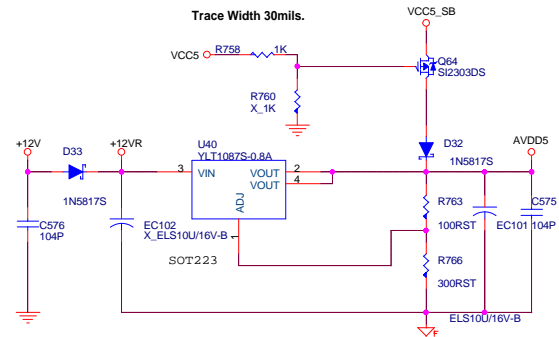 Trace Width 30mils.
VCC5_SB
VCC5
R758
1K
Q64
SI2303DS
R760
X_1K
+12V
D33
1N5817S
+12VR
U40
YLT1087S-0.8A
3
VIN
VOUT
2
VOUT
4
ADJ
1
D32
1N5817S
AVDD5
C576
104P
EC102
X_ELS10U/16V-B
SOT223
R763
100RST
R766
300RST
EC101
ELS10U/16V-B
C575
104P
F